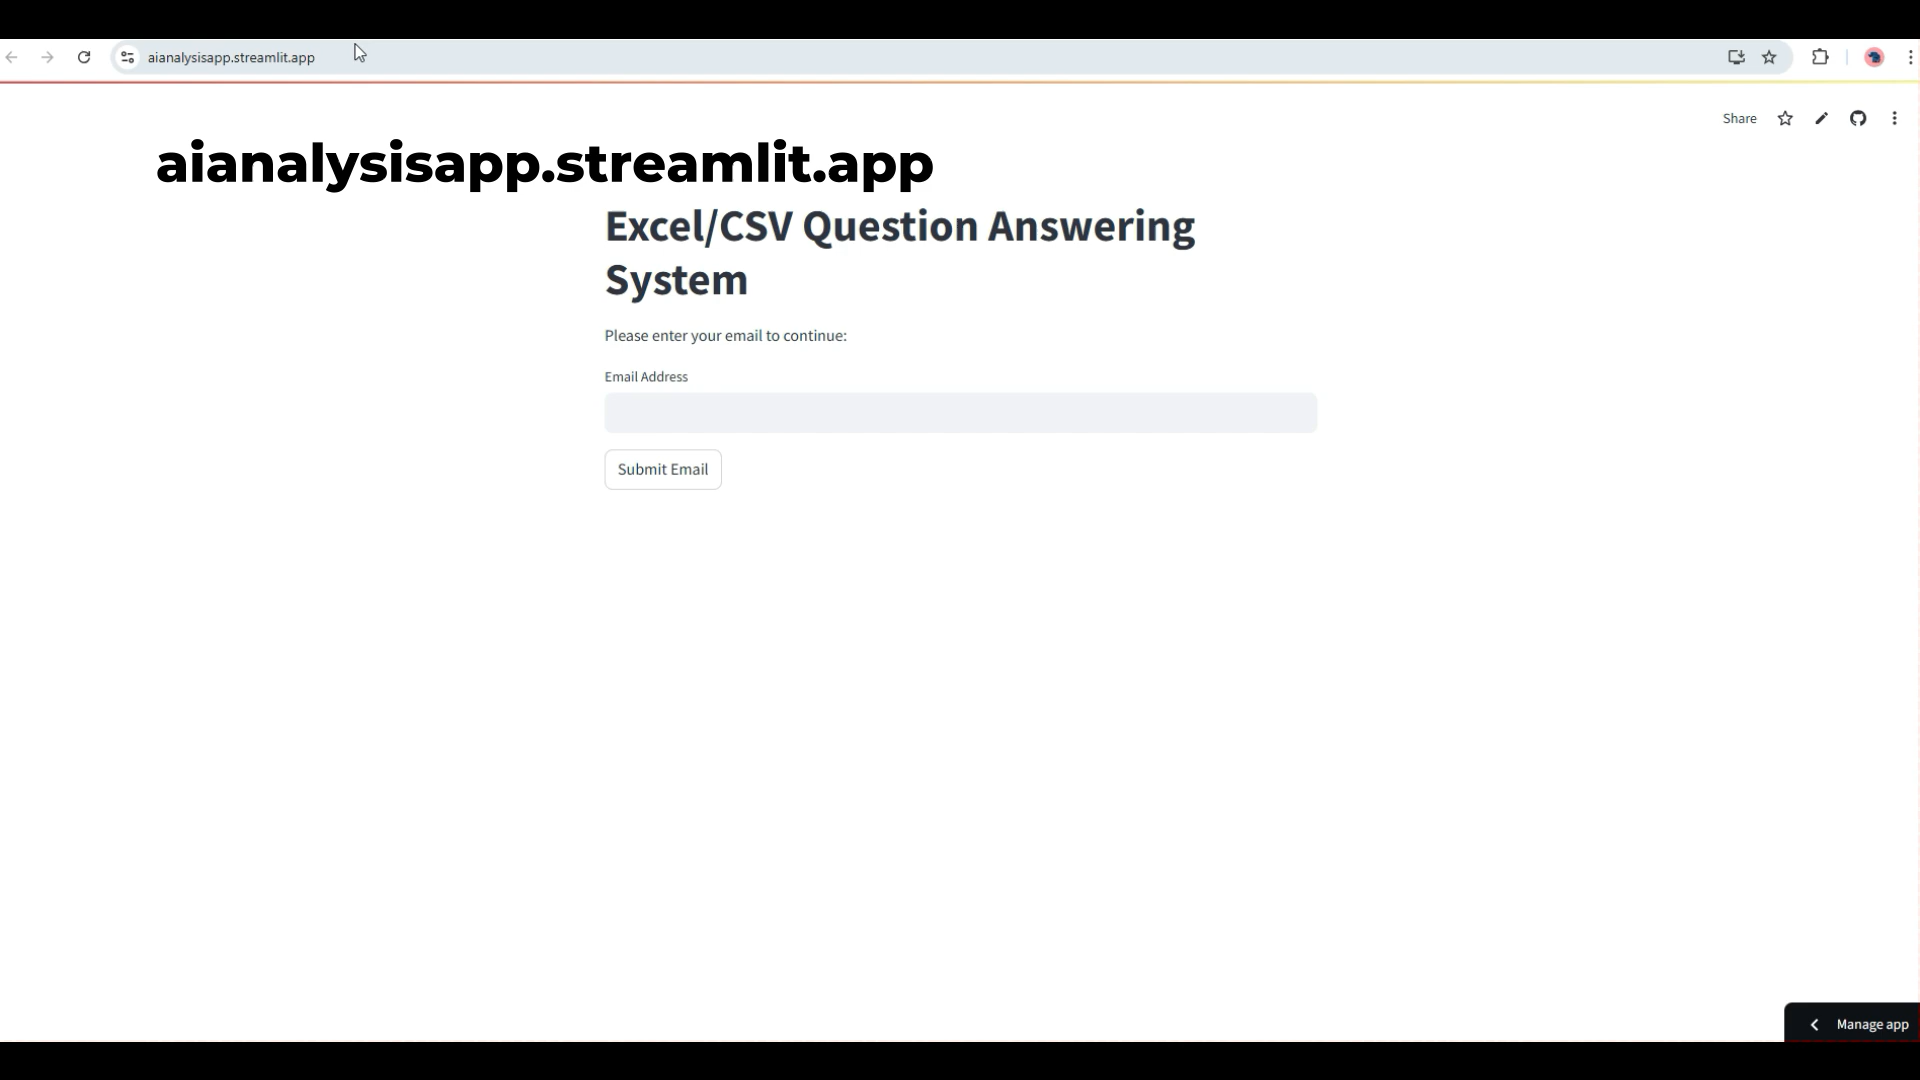 aianalysisapp.streamlit.app
Share
aianalysisapp.streamlit.app
Excel/CSV Question Answering
System
Please enter your email to continue:
Email Address
Submit Email
Manage app